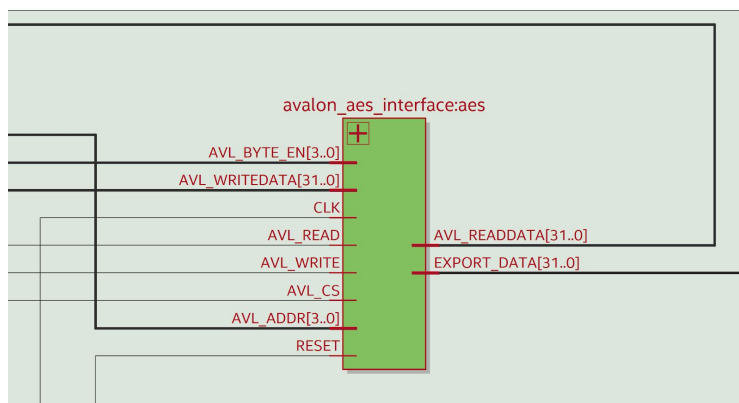 avalon_aes_interface:aes
AVL_BYTE_EN[3..0]
AVL_WRITEDATA[31..0]
CLK
AVL_READ
AVL_WRITE
AVL_CS
AVL_ADDR[3..0]
RESET
AVL_READDATA[31..0]
EXPORT_DATA[31..0]